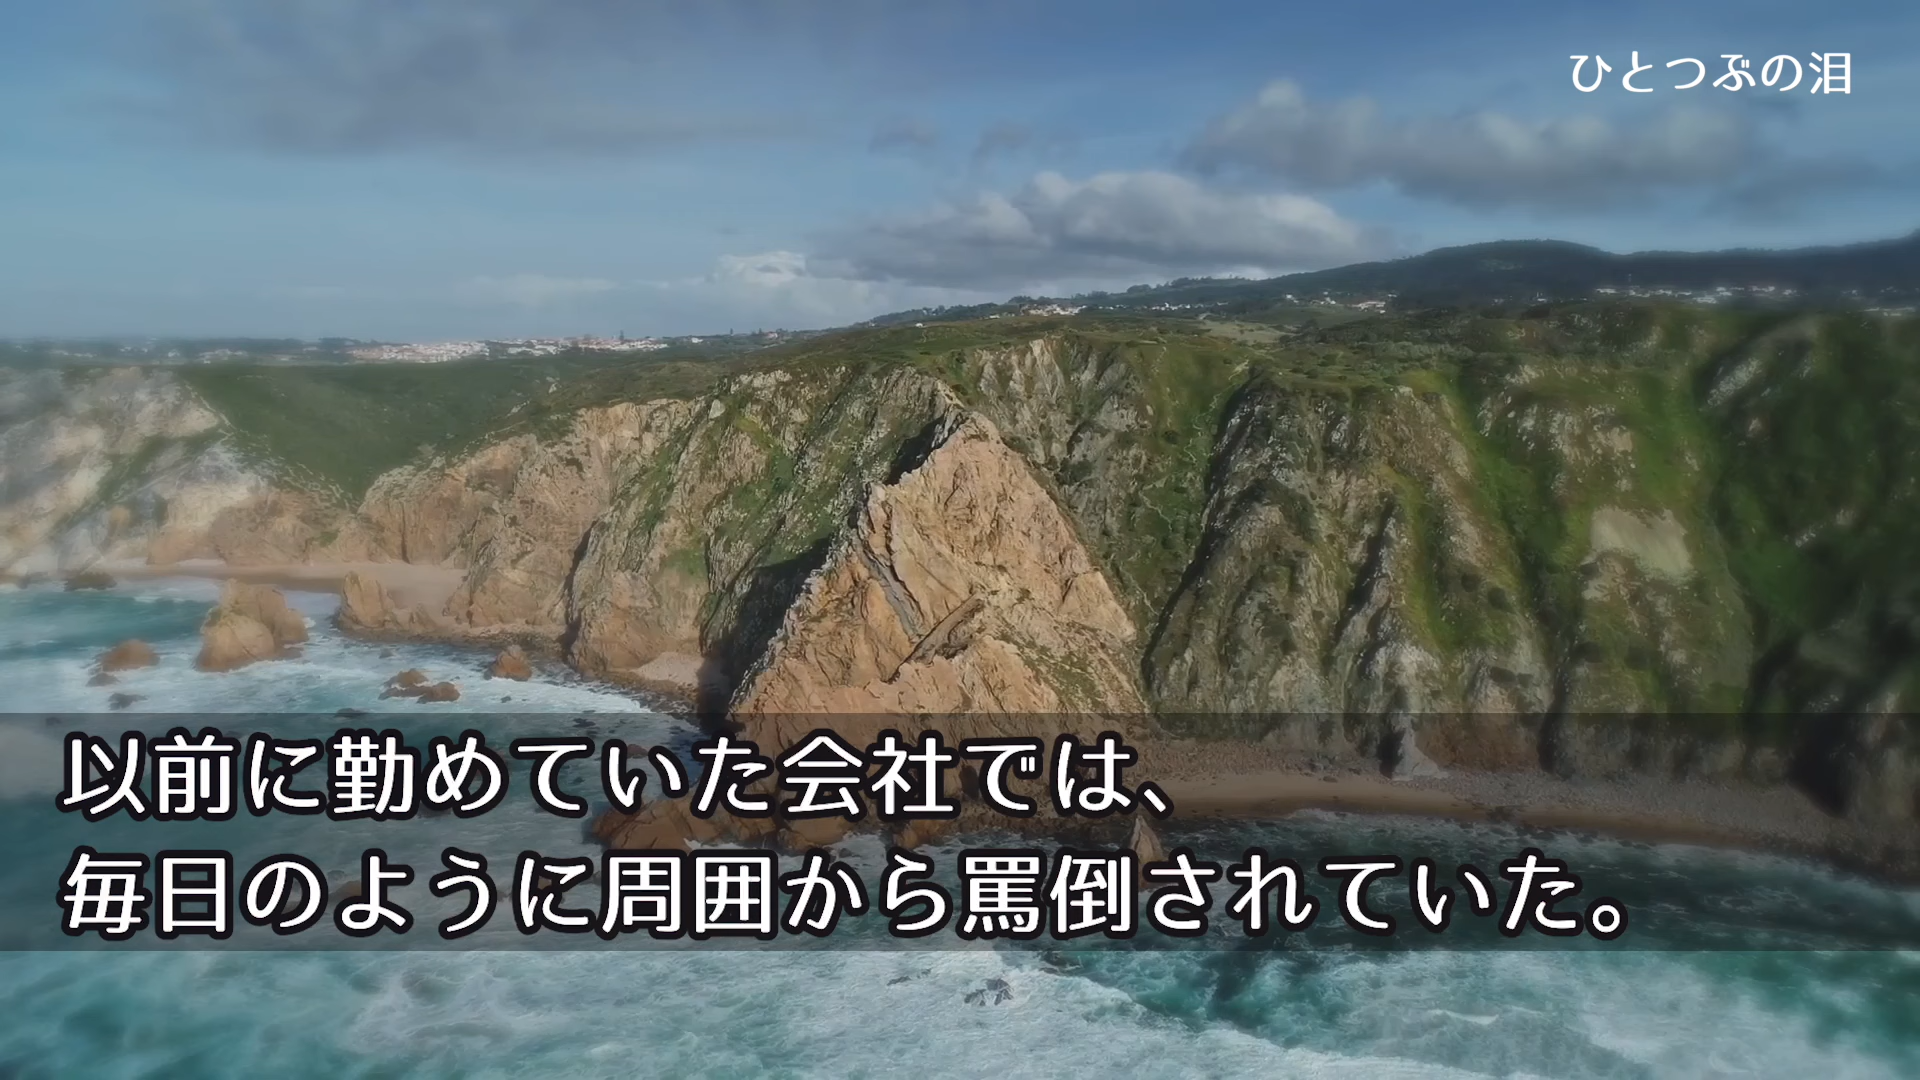 ひとつぶの泪
以前に勤めていた会社では、
毎日のように周囲から罵倒されていた。